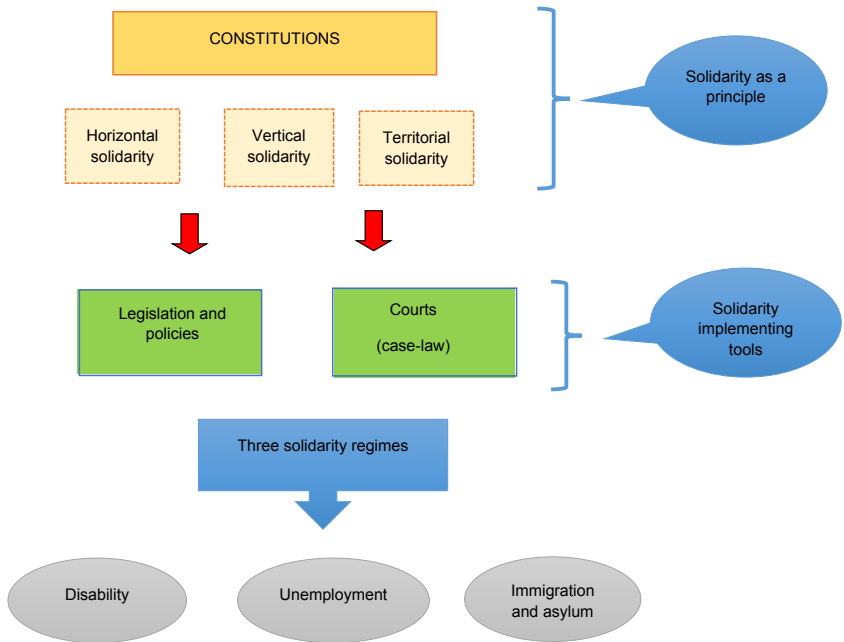 CONSTITUTIONS
Solidarity as a
principle
Horizontal
solidarity
Vertical
solidarity
Territorial
solidarity
Legislation and
policies
Courts
(case-law)
Solidarity
implementing
tools
Three solidarity regimes
Disability
Unemployment
Immigration
and asylum